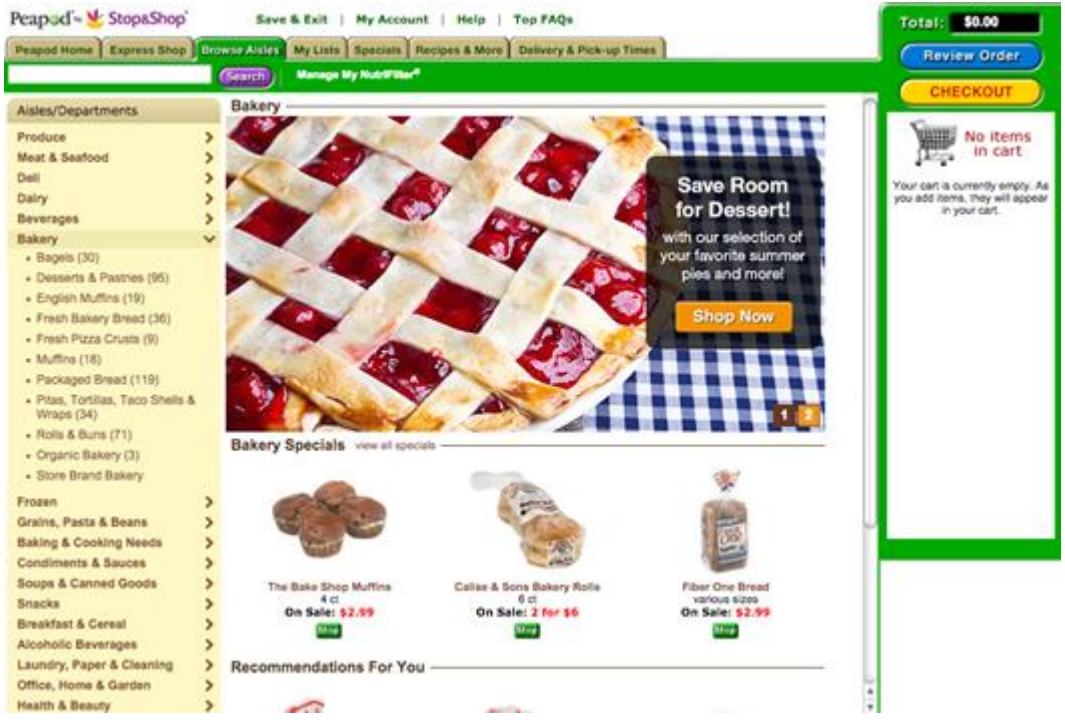 Peapod Stop&Shop
Save & Exit | My Account | Help | Top FAQs
Total: $0.00
Peapod Home Express Shop Browse Aisles My Lists Specials Recipes & More Delivery & Pick-up Times
Review Order
Search Manage My NutriFilter®
CHECKOUT
No items
in cart
Your cart is currently empty. As
you add items, they will appear
in your cart.
Aisles/Departments
Produce
Meat & Seafood
Deli
Dairy
Beverages
Bakery
• Bagels (30)
• Desserts & Pastries (95)
• English Muffins (19)
• Fresh Bakery Bread (36)
• Fresh Pizza Crusts (9)
• Muffins (18)
• Packaged Bread (119)
• Pitas, Tortillas, Taco Shells &
Wraps (34)
• Rolls & Buns (71)
• Organic Bakery (3)
• Store Brand Bakery
Frozen
Grains, Pasta & Beans
Baking & Cooking Needs
Condiments & Sauces
Soups & Canned Goods
Snacks
Breakfast & Cereal
Alcoholic Beverages
Laundry, Paper & Cleaning
Office, Home & Garden
Health & Beauty
Bakery
Save Room
for Dessert!
with our selection of
your favorite summer
pies and more!
Shop Now
1 2
Bakery Specials view all specials
The Bake Shop Muffins
4 ct
On Sale: $2.99
Shop
Calise & Sons Bakery Rolls
6 ct
On Sale: 2 for $6
Shop
Fiber One Bread
various sizes
On Sale: $2.99
Shop
Recommendations For You